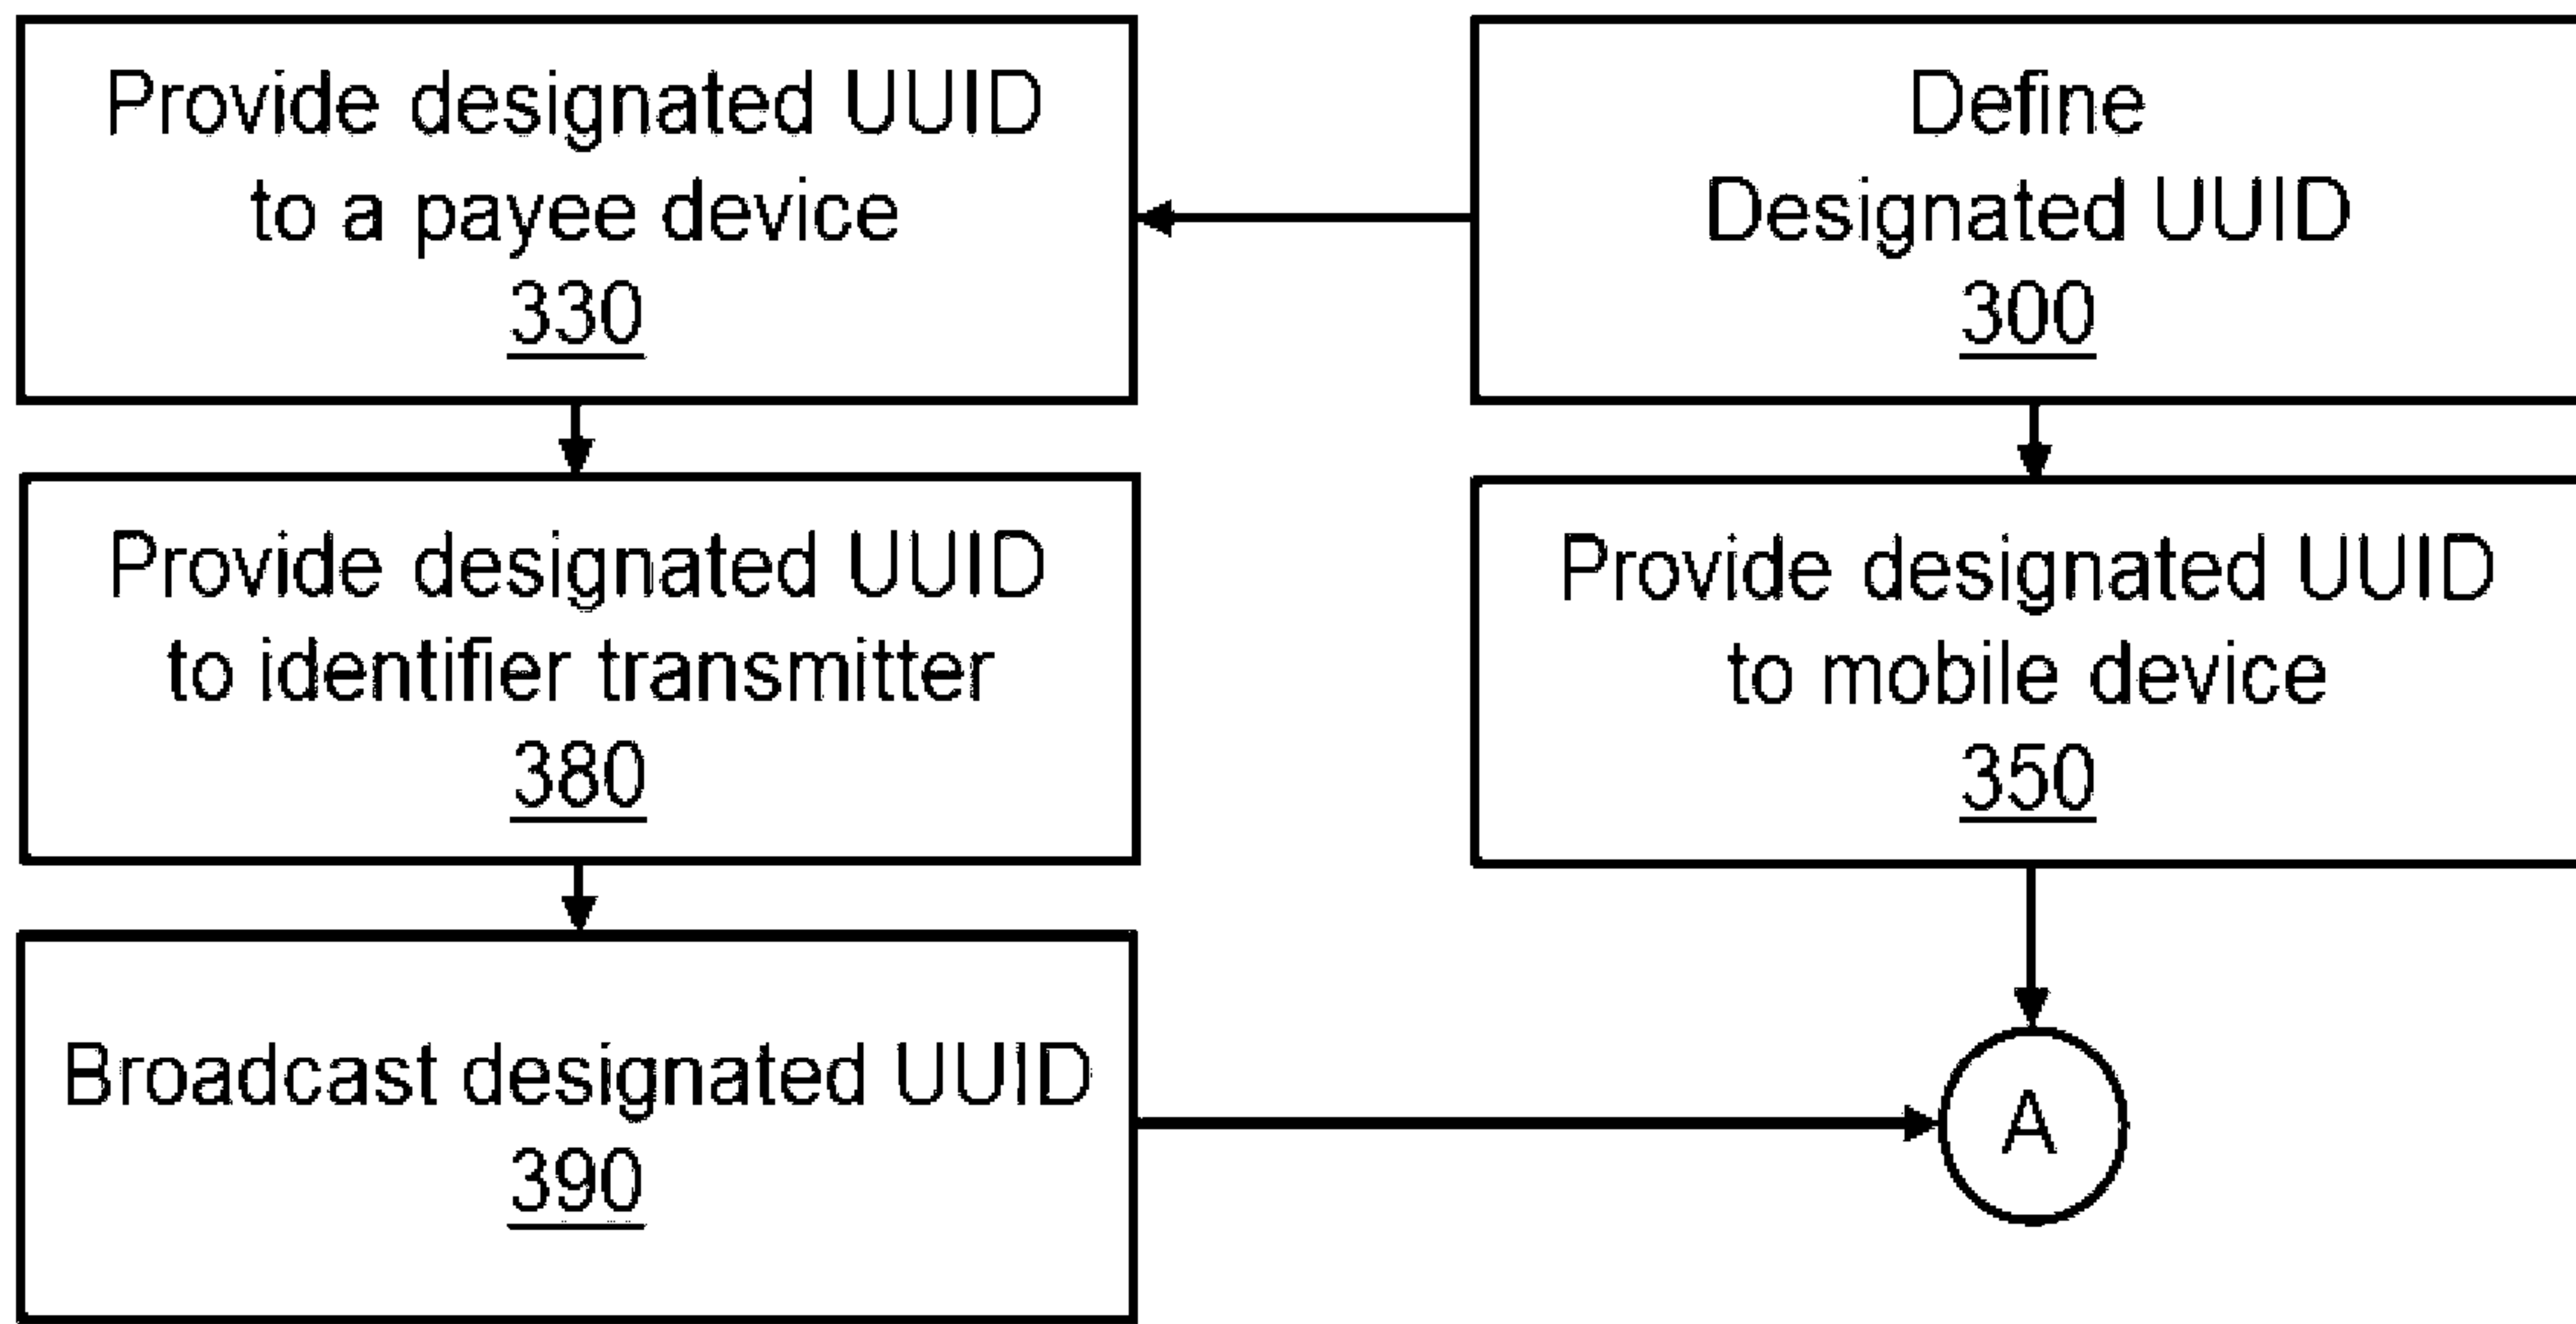 Provide designated UUID
to a payee device
330
Define
Designated UUID
300
Provide designated UUID
to identifier transmitter
380
Provide designated UUID
to mobile device
350
Broadcast designated UUID
390
A